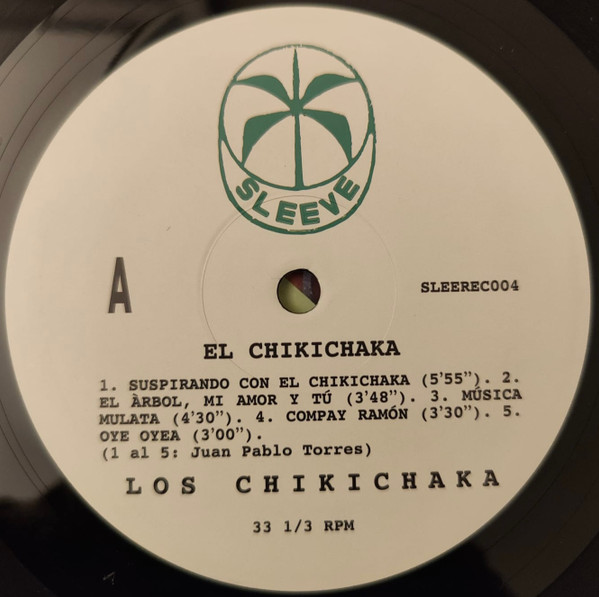 SLEEVE
A
SLEEREC004
EL CHIKICHAKA
1. SUSPIRANDO CON EL CHIKICHAKA (5'55"). 2.
EL ÀRBOL, MI AMOR Y TÚ (3'48"). 3. MÚSICA
MULATA (4'30"). 4. COMPAY RAMÓN (3'30"). 5.
OYE OYEA (3'00").
(1 al 5: Juan Pablo Torres)
LOS CHIKICHAKA
33 1/3 RPM